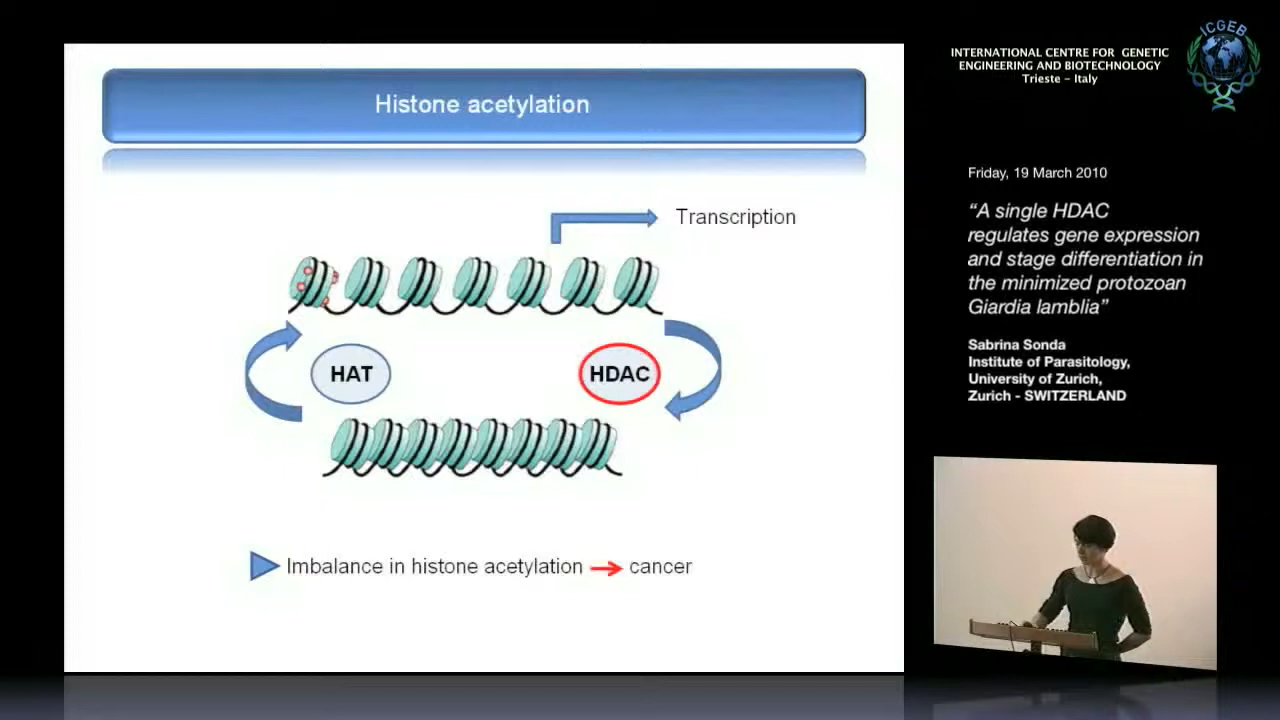 Histone acetylation
Transcription
HAT
HDAC
Imbalance in histone acetylation → cancer
ICGEB
INTERNATIONAL CENTRE FOR GENETIC
ENGINEERING AND BIOTECHNOLOGY
Trieste - Italy
Friday, 19 March 2010
“A single HDAC
regulates gene expression
and stage differentiation in
the minimized protozoan
Giardia lamblia”
Sabrina Sonda
Institute of Parasitology,
University of Zurich,
Zurich - SWITZERLAND